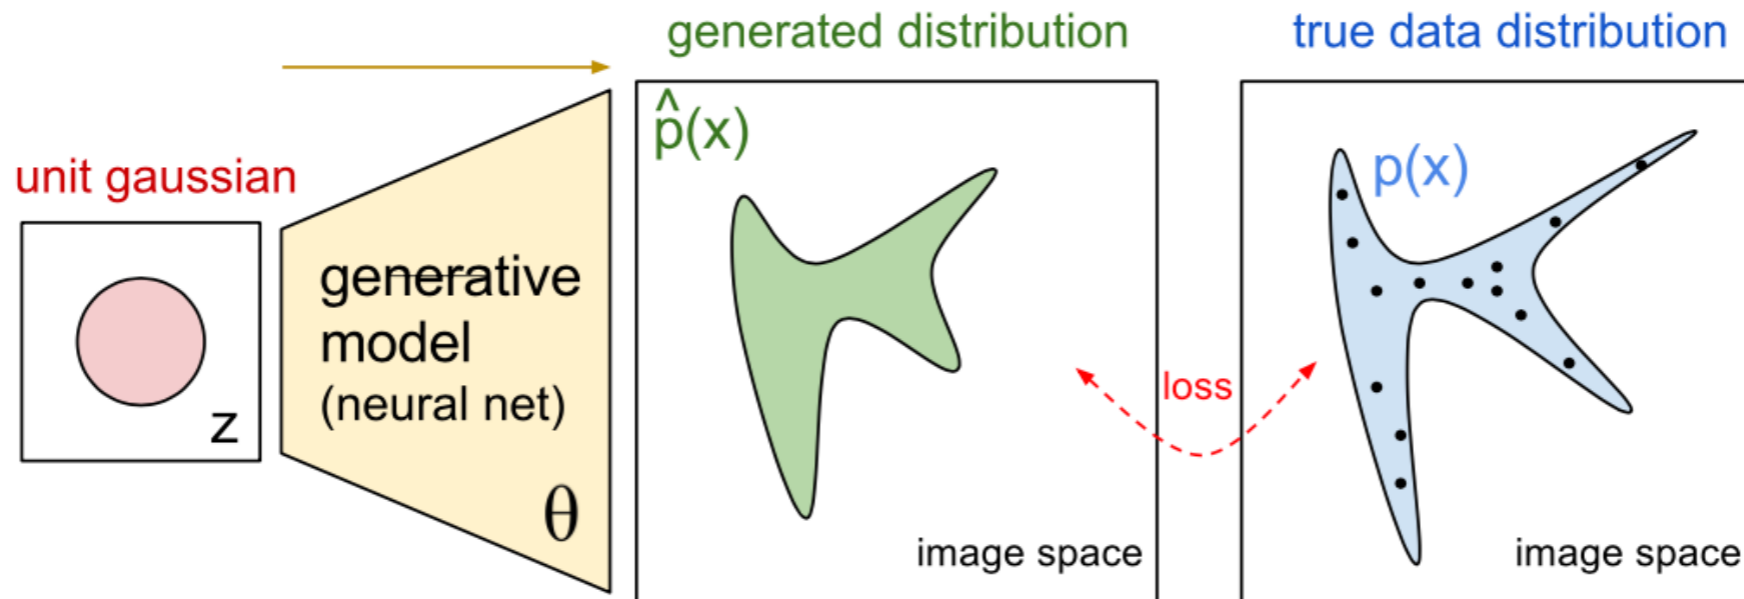 generated distribution
true data distribution
unit gaussian
z
generative
model
(neural net)
θ
p̂(x)
image space
loss
p(x)
image space